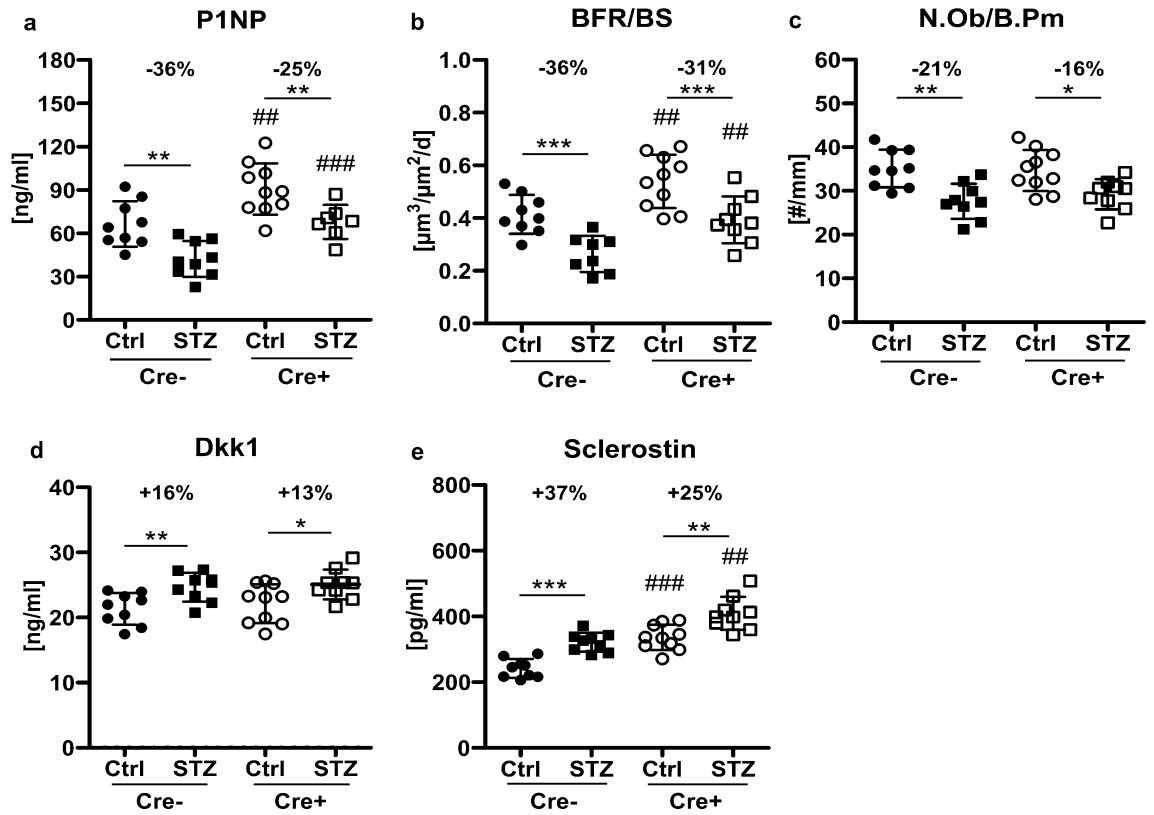 a
P1NP
180
150
120
90
60
30
0
[ng/ml]
-36%
-25%
**
**
##
###
Ctrl STZ Ctrl STZ
Cre- Cre+
b
BFR/BS
1.0
0.8
0.6
0.4
0.2
0.0
[µm³/µm²/d]
-36%
-31%
***
***
##
##
Ctrl STZ Ctrl STZ
Cre- Cre+
c
N.Ob/B.Pm
60
50
40
30
20
10
0
[#/mm]
-21%
-16%
**
*
Ctrl STZ Ctrl STZ
Cre- Cre+
d
Dkk1
40
30
20
10
0
[ng/ml]
+16%
+13%
**
*
Ctrl STZ Ctrl STZ
Cre- Cre+
e
Sclerostin
800
600
400
200
0
[pg/ml]
+37%
+25%
***
**
###
##
Ctrl STZ Ctrl STZ
Cre- Cre+